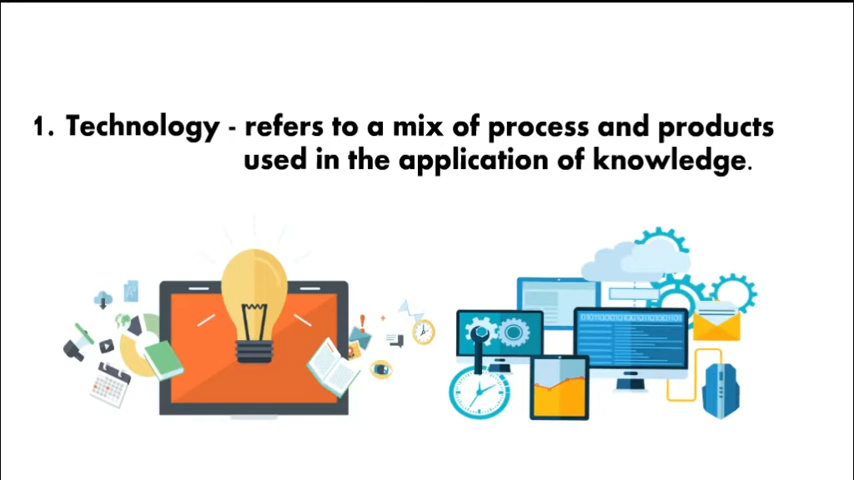 1. Technology - refers to a mix of process and products
used in the application of knowledge.